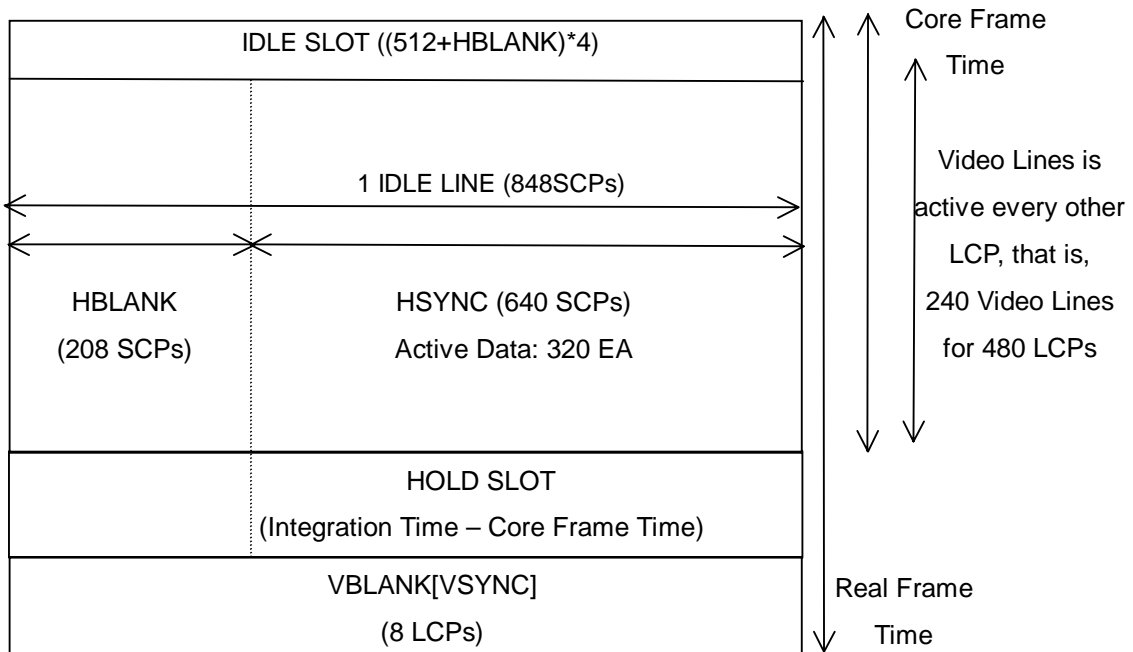 IDLE SLOT ((512+HBLANK)*4)
1 IDLE LINE (848SCPs)
HBLANK
(208 SCPs)
HSYNC (640 SCPs)
Active Data: 320 EA
HOLD SLOT
(Integration Time – Core Frame Time)
VBLANK[VSYNC]
(8 LCPs)
Core Frame
Time
Video Lines is
active every other
LCP, that is,
240 Video Lines
for 480 LCPs
Real Frame
Time